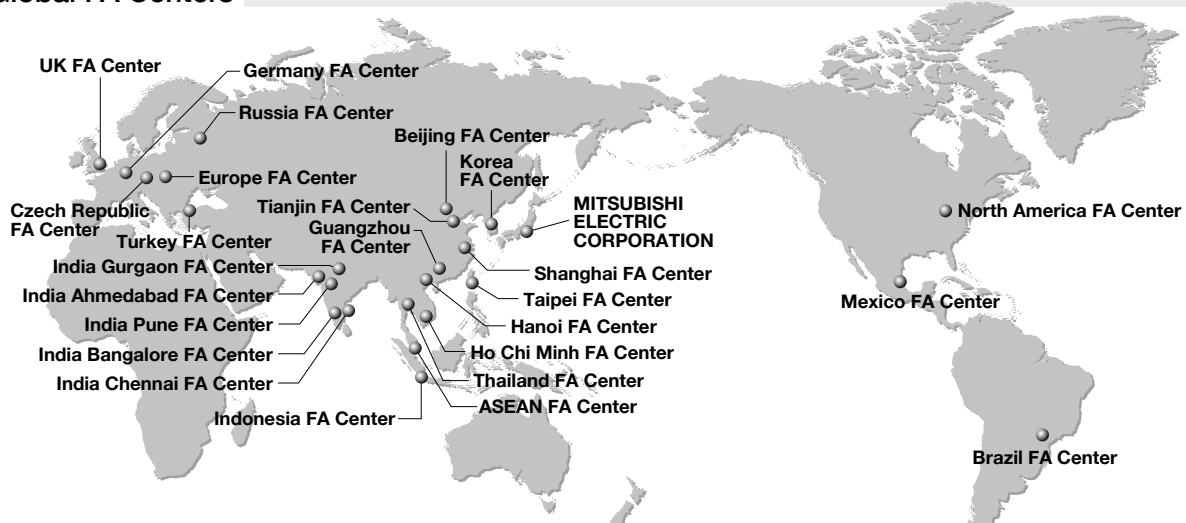 Global FA Centers
UK FA Center
Germany FA Center
Russia FA Center
Beijing FA Center
Korea
FA Center
Europe FA Center
Czech Republic
FA Center
Tianjin FA Center
MITSUBISHI
ELECTRIC
CORPORATION
North America FA Center
Turkey FA Center
Guangzhou
FA Center
India Gurgaon FA Center
Shanghai FA Center
India Ahmedabad FA Center
Taipei FA Center
Mexico FA Center
India Pune FA Center
Hanoi FA Center
India Bangalore FA Center
Ho Chi Minh FA Center
India Chennai FA Center
Thailand FA Center
ASEAN FA Center
Indonesia FA Center
Brazil FA Center